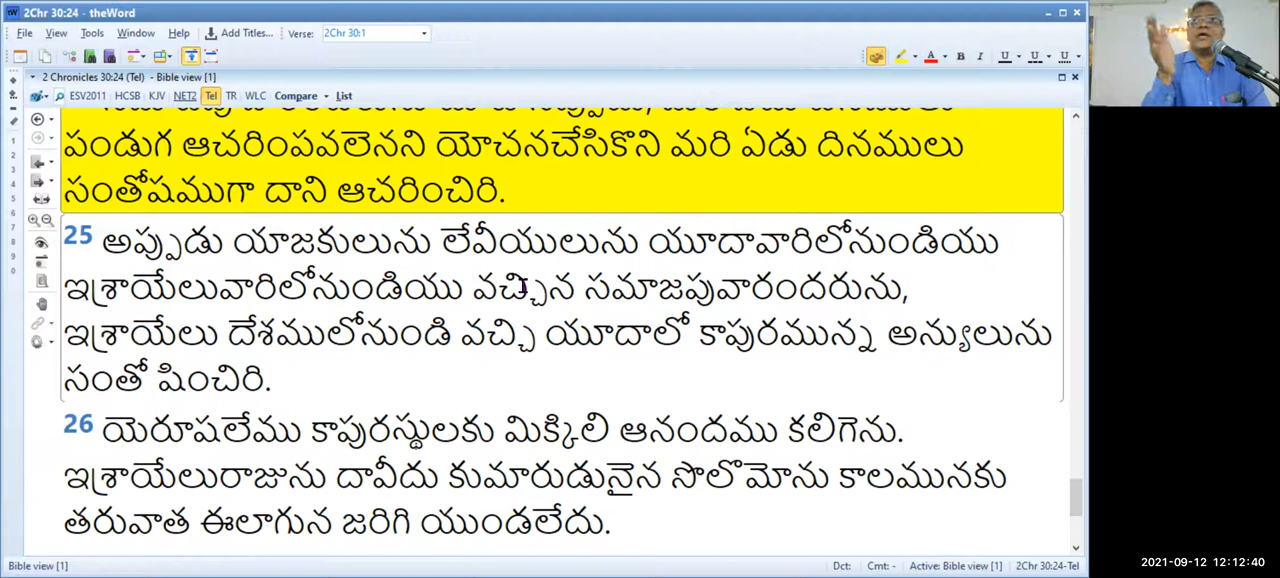 2Chr 30:24 - theWord
File View Tools Window Help Add Titles... Verse: 2Chr 30:1
2 Chronicles 30:24 (Tel) - Bible view [1]
ESV2011 HCSB KJV NET2 Tel TR WLC Compare List
పండుగ ఆచరింపవలెనని యోచనచేసికొని మరి ఏడు దినములు
సంతోషముగా దాని ఆచరించిరి.
25 అప్పుడు యాజకులును లేవీయులును యూదావారిలోనుండియు
ఇశ్రాయేలువారిలోనుండియు వచ్చిన సమాజపువారందరును,
ఇశ్రాయేలు దేశములోనుండి వచ్చి యూదాలో కాపురమున్న అన్యులును
సంతో షించిరి.
26 యెరూషలేము కాపురస్థులకు మిక్కిలి ఆనందము కలిగెను.
ఇశ్రాయేలురాజును దావీదు కుమారుడునైన సొలొమోను కాలమునకు
తరువాత ఈలాగున జరిగి యుండలేదు.
Bible view [1] Dct: Cmt: - Active: Bible view [1] 2Chr 30:24-Tel
2021-09-12 12:12:40